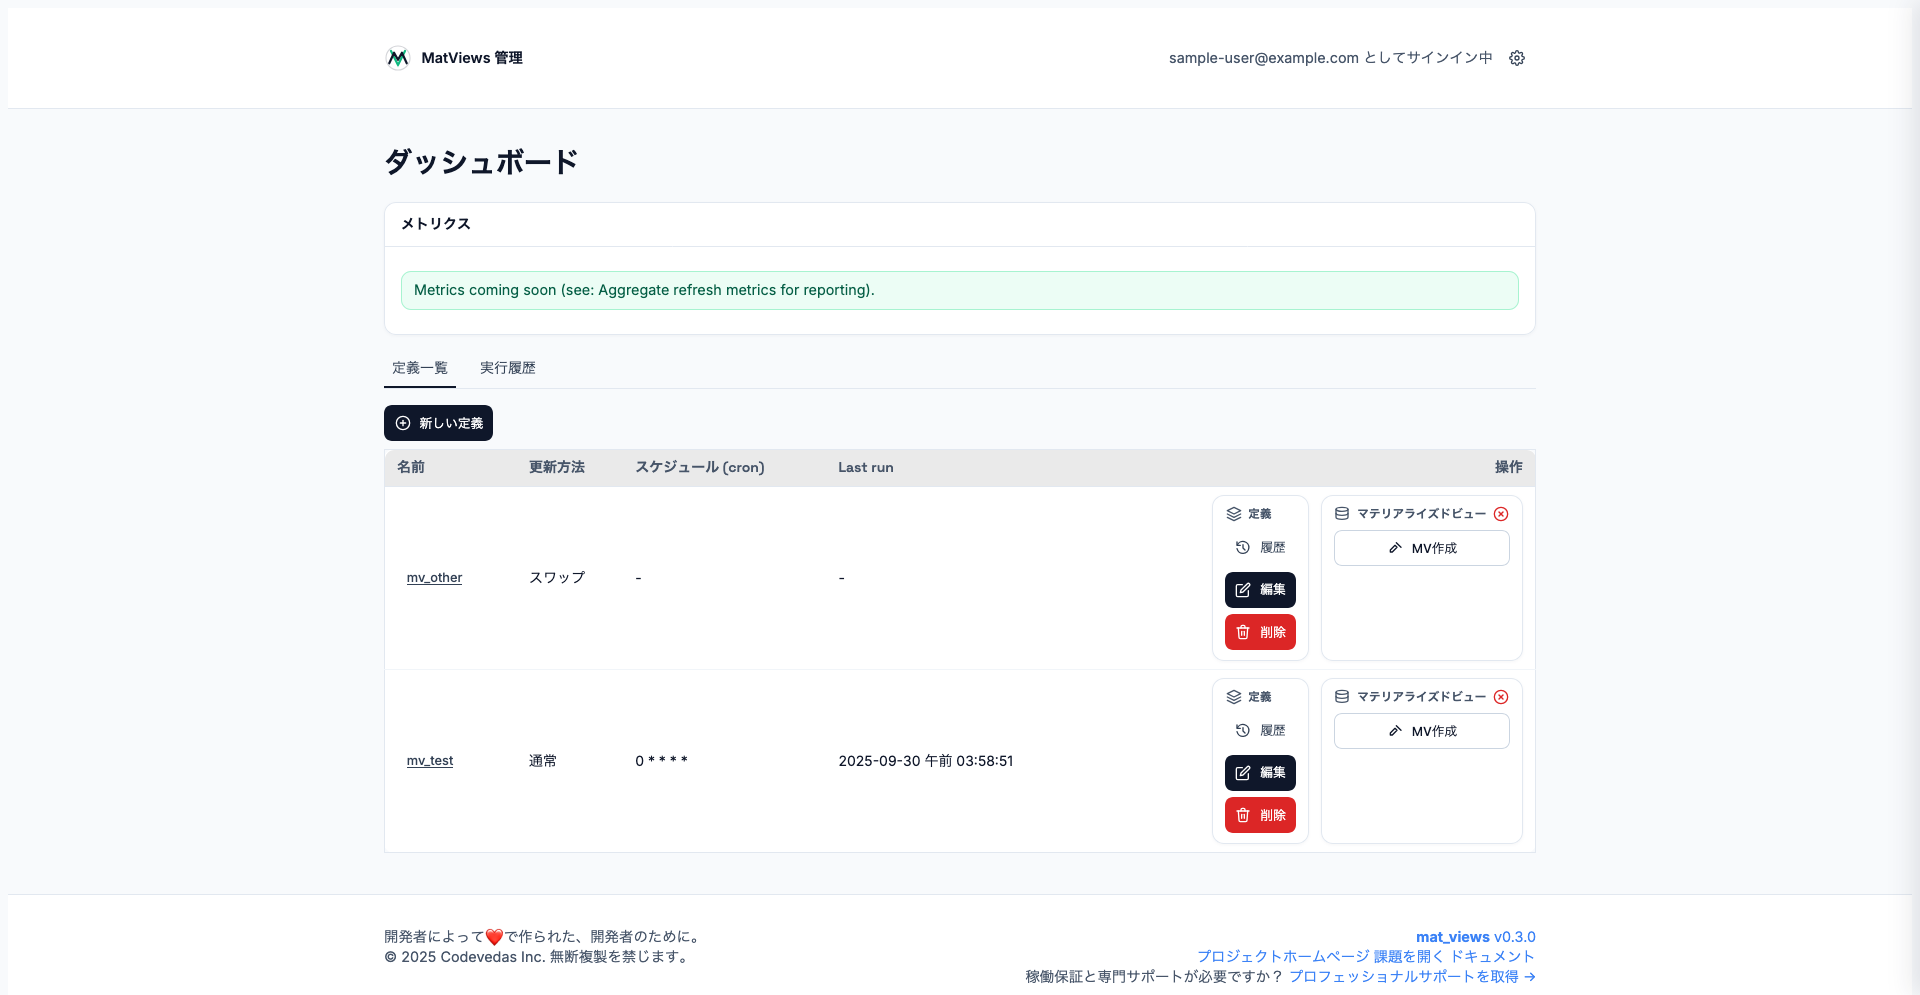 MatViews 管理
sample-user@example.com としてサインイン中
ダッシュボード
メトリクス
Metrics coming soon (see: Aggregate refresh metrics for reporting).
定義一覧 実行履歴
新しい定義
名前 更新方法 スケジュール (cron) Last run 操作
定義 マテリアライズドビュー
履歴 MV作成
mv_other スワップ - -
編集
削除
定義 マテリアライズドビュー
履歴 MV作成
mv_test 通常 0 * * * * 2025-09-30 午前 03:58:51
編集
削除
開発者によって❤️で作られた、開発者のために。
© 2025 Codevedas Inc. 無断複製を禁じます。
mat_views v0.3.0
プロジェクトホームページ 課題を開く ドキュメント
稼働保証と専門サポートが必要ですか？ プロフェッショナルサポートを取得 →